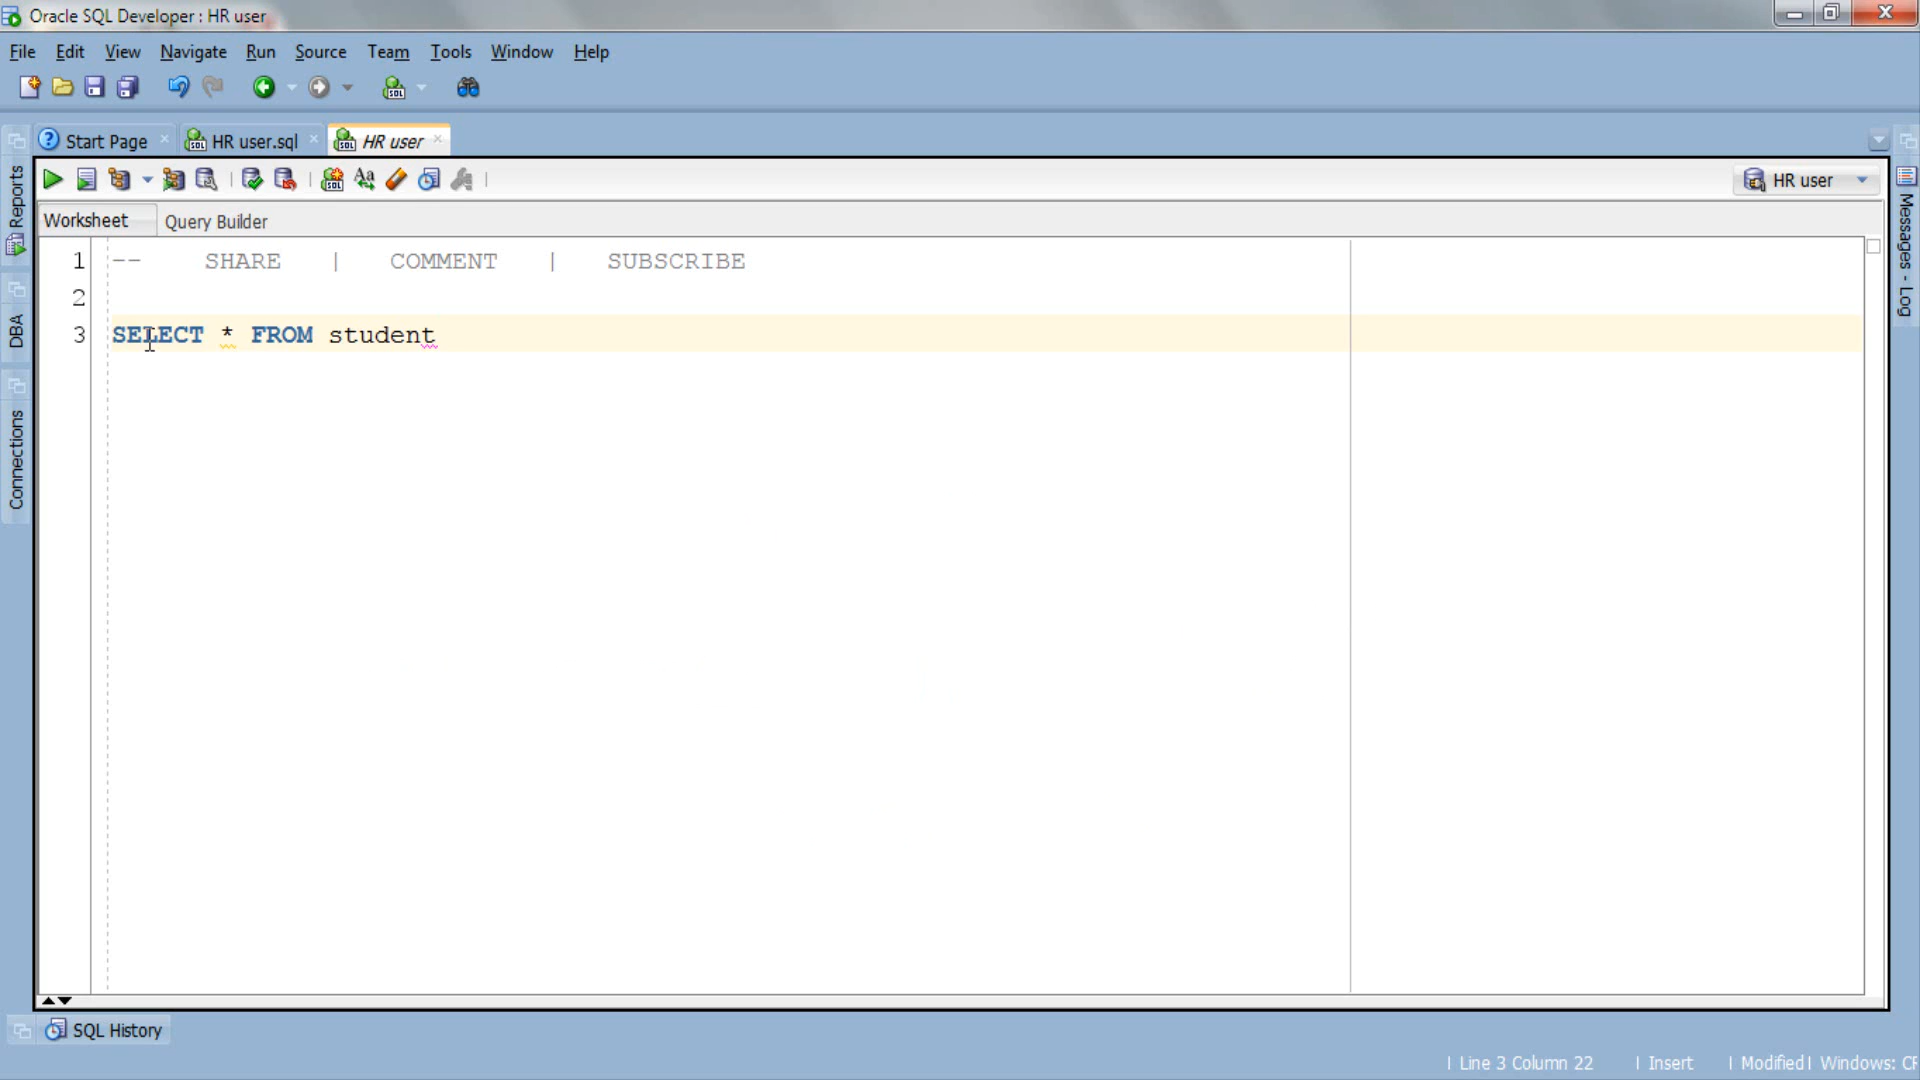 Oracle SQL Developer : HR user
File Edit View Navigate Run Source Team Tools Window Help
Start Page HR user.sql HR user
HR user
Worksheet Query Builder
1 -- SHARE | COMMENT | SUBSCRIBE
2
3 SELECT * FROM student
Reports
DBA
Connections
Messages - Log
SQL History
Line 3 Column 22 | Insert | Modified | Windows: